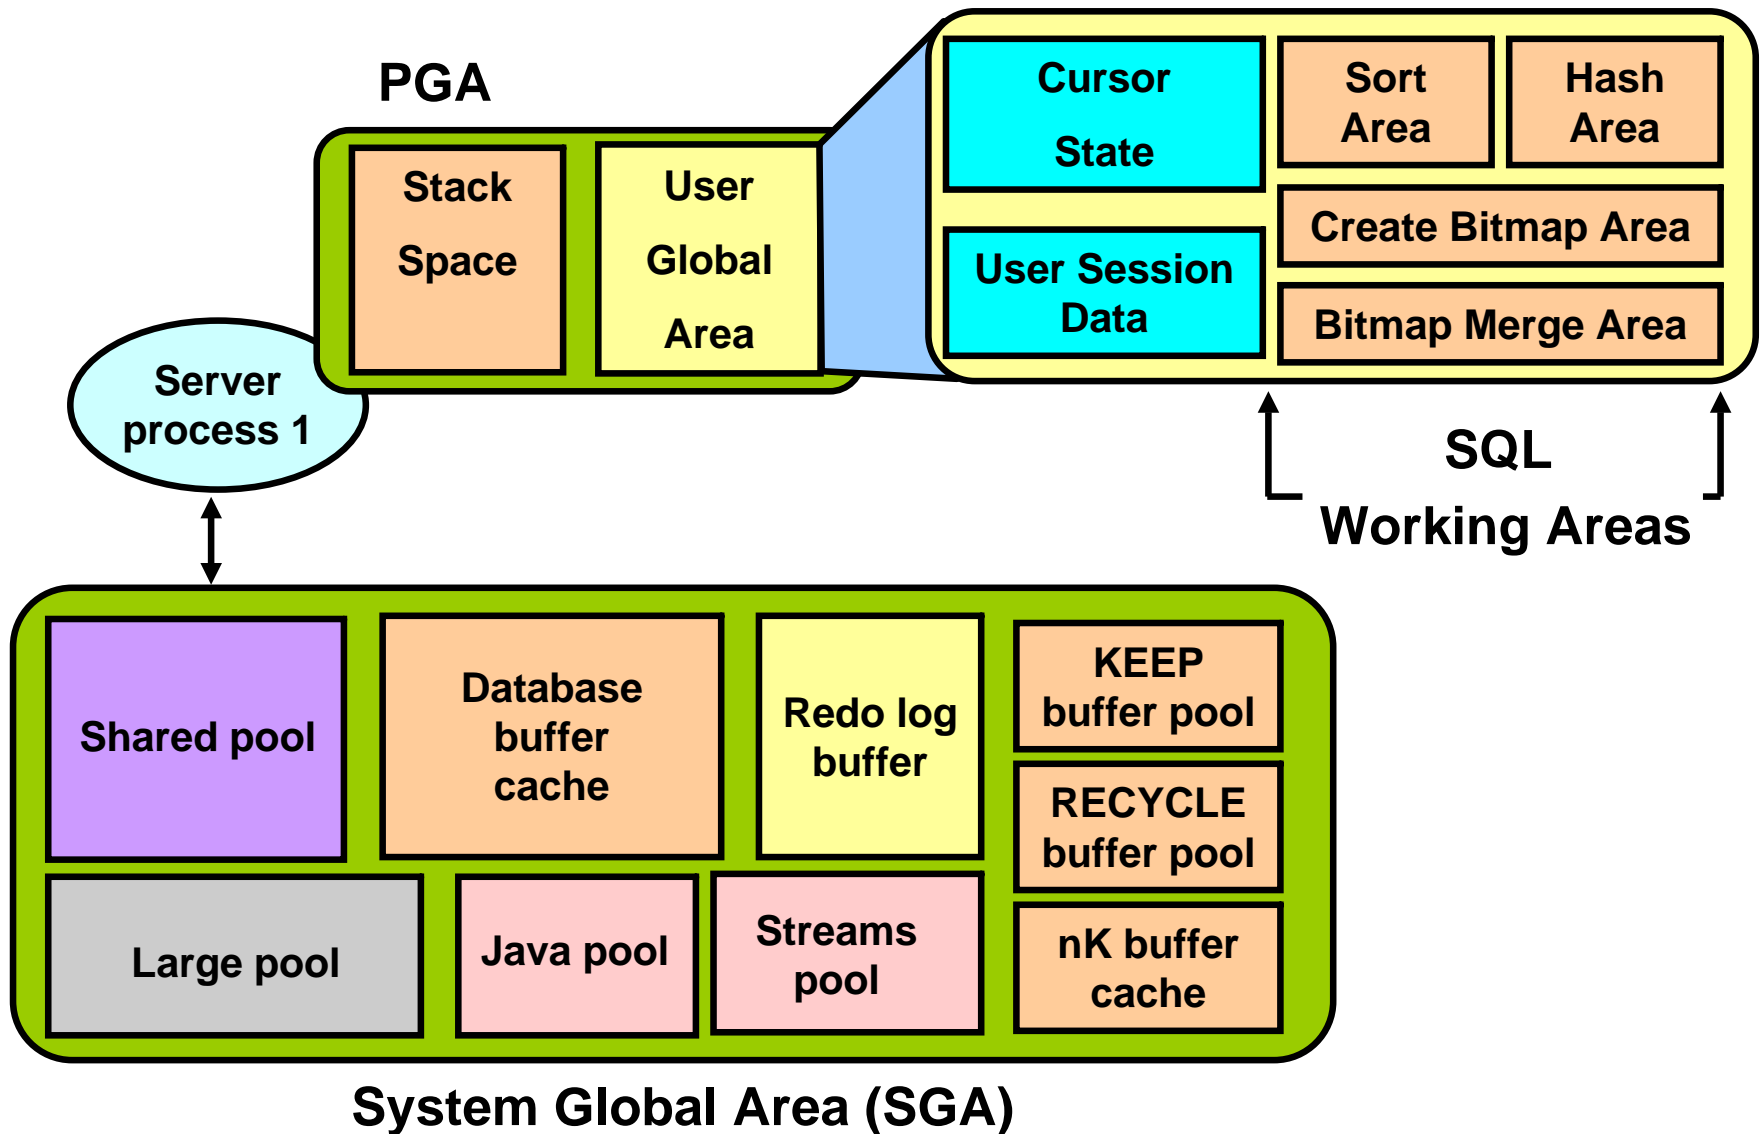 PGA
Stack
Space
User
Global
Area
Cursor
State
User Session
Data
Sort
Area
Hash
Area
Create Bitmap Area
Bitmap Merge Area
SQL
Working Areas
Server
process 1
Shared pool
Database
buffer
cache
Redo log
buffer
KEEP
buffer pool
RECYCLE
buffer pool
nK buffer
cache
Large pool
Java pool
Streams
pool
System Global Area (SGA)